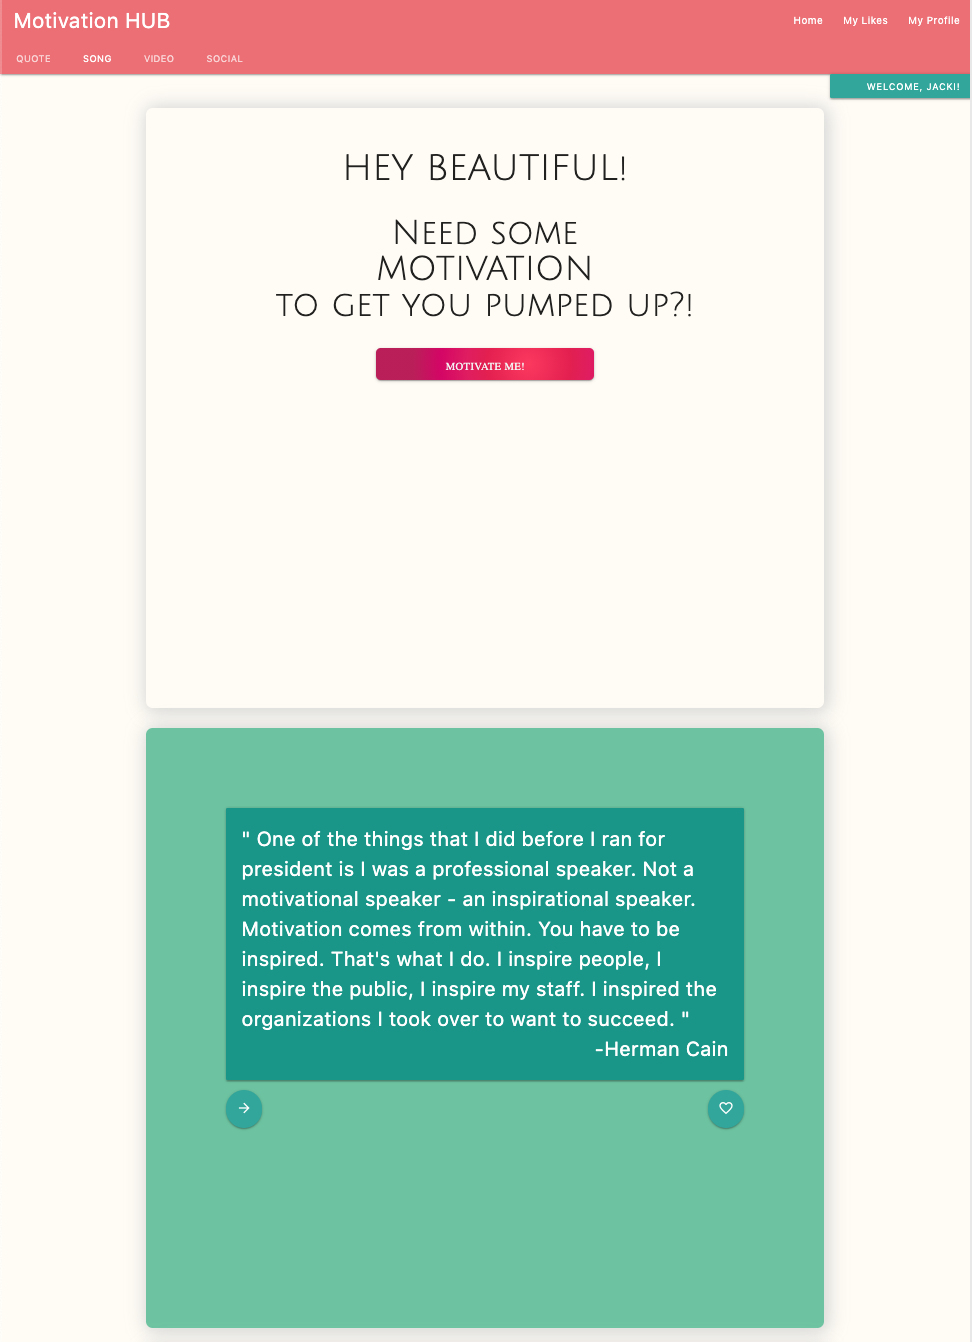 Motivation HUB
Home My Likes My Profile
QUOTE SONG VIDEO SOCIAL
WELCOME, JACKI!
HEY BEAUTIFUL!
NEED SOME
MOTIVATION
TO GET YOU PUMPED UP?!
MOTIVATE ME!
" One of the things that I did before I ran for
president is I was a professional speaker. Not a
motivational speaker - an inspirational speaker.
Motivation comes from within. You have to be
inspired. That's what I do. I inspire people, I
inspire the public, I inspire my staff. I inspired the
organizations I took over to want to succeed. "
-Herman Cain